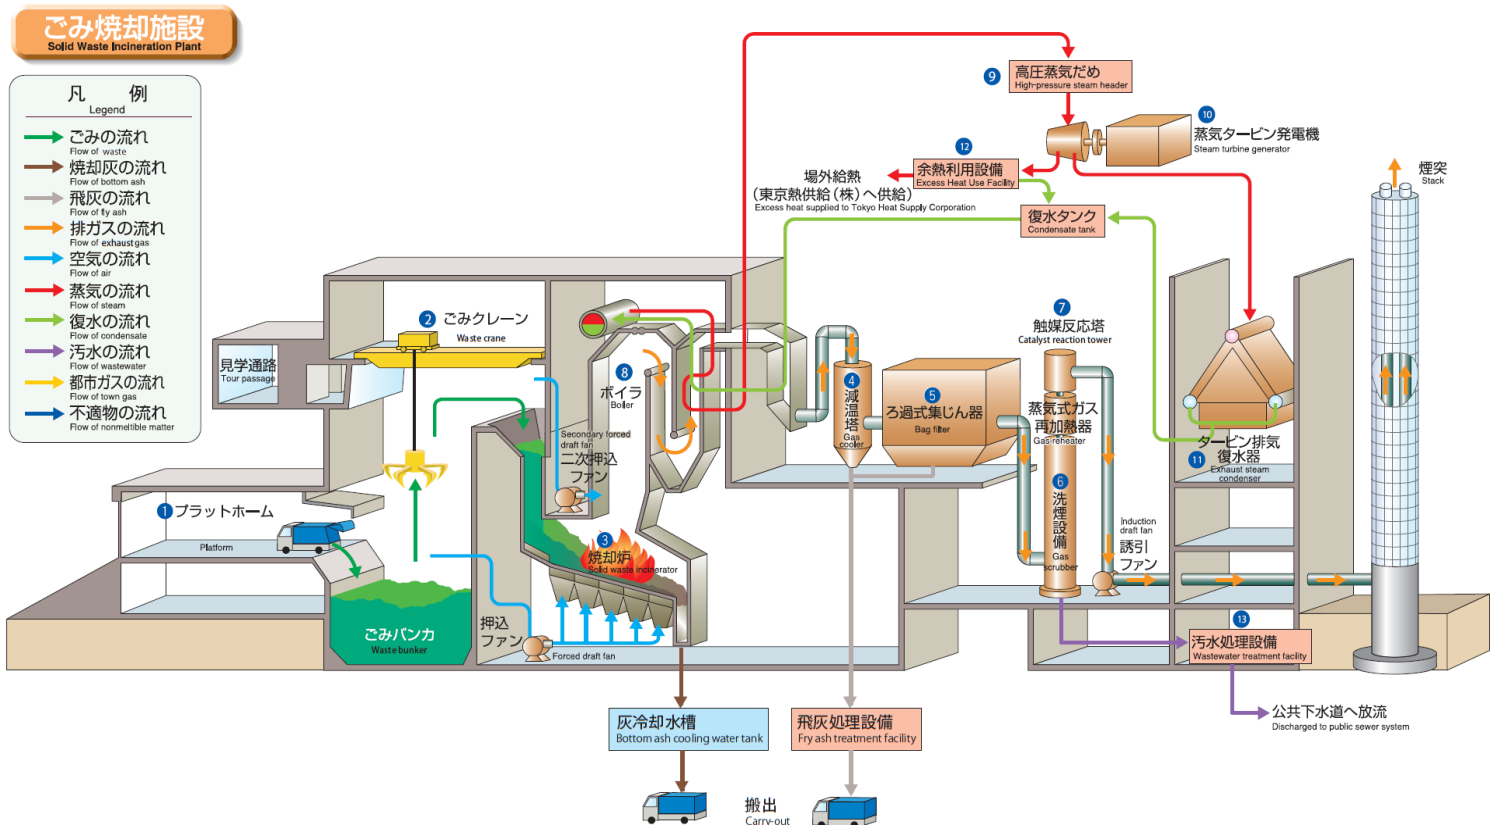 ごみ焼却施設
Solid Waste Incineration Plant
凡 例
Legend
ごみの流れ
Flow of waste
焼却灰の流れ
Flow of bottom ash
飛灰の流れ
Flow of fly ash
排ガスの流れ
Flow of exhaust gas
空気の流れ
Flow of air
蒸気の流れ
Flow of steam
復水の流れ
Flow of condensate
汚水の流れ
Flow of wastewater
都市ガスの流れ
Flow of town gas
不適物の流れ
Flow of nonmeltible matter
9
高圧蒸気だめ
High-pressure steam header
10
蒸気タービン発電機
Steam turbine generator
12
余熱利用設備
Excess Heat Use Facility
場外給熱
(東京熱供給(株)へ供給)
Excess heat supplied to Tokyo Heat Supply Corporation
復水タンク
Condensate tank
煙突
Stack
2 ごみクレーン
Waste crane
見学通路
Tour passage
8
ボイラ
Boiler
7
触媒反応塔
Catalyst reaction tower
4
減温塔
Gas
cooler
5
ろ過式集じん器
Bag filter
蒸気式ガス
再加熱器
Gas reheater
タービン排気
復水器
11
Exhaust steam
condenser
Secondary forced
draft fan
二次押込
ファン
1 プラットホーム
Platform
3
焼却炉
Solid waste incinerator
6
洗煙設備
Gas
scrubber
Induction
draft fan
誘引
ファン
ごみバンカ
Waste bunker
押込
ファン
Forced draft fan
13
汚水処理設備
Wastewater treatment facility
公共下水道へ放流
Discharged to public sewer system
灰冷却水槽
Bottom ash cooling water tank
飛灰処理設備
Fry ash treatment facility
搬出
Carry-out